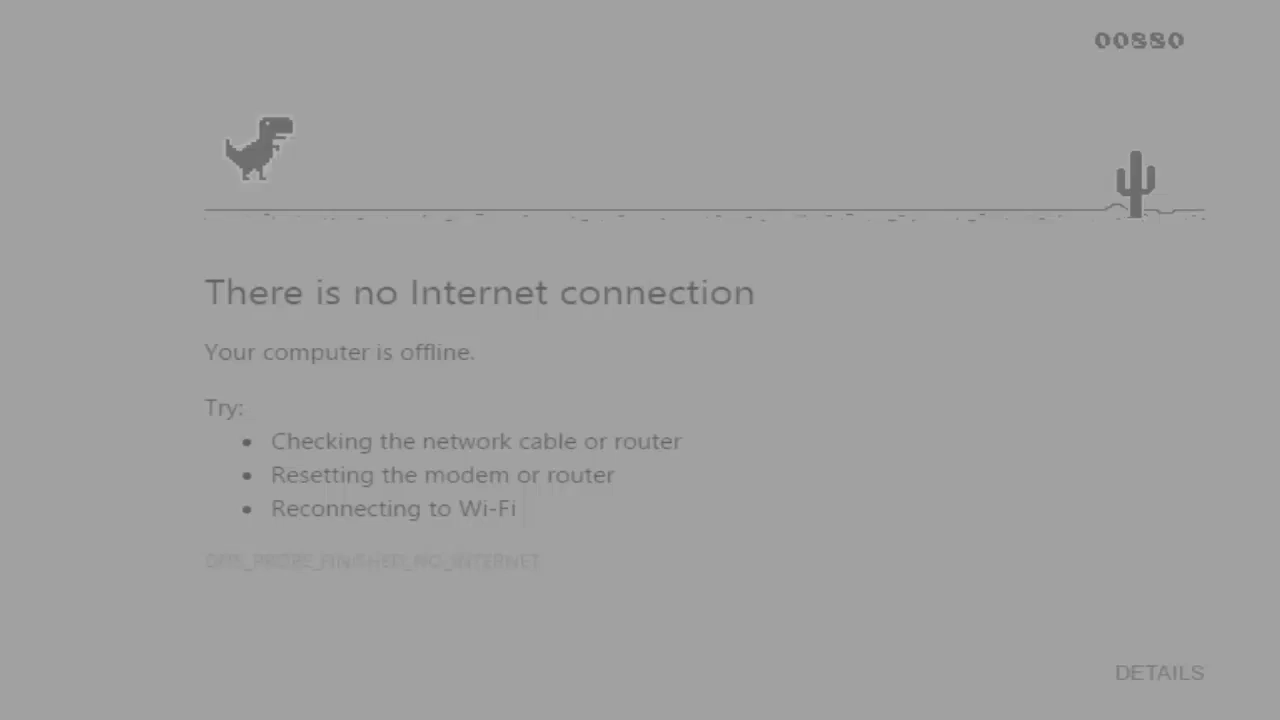 00880
There is no Internet connection
Your computer is offline.
Try:
• Checking the network cable or router
• Resetting the modem or router
• Reconnecting to Wi-Fi
DNS_PROBE_FINISHED_NO_INTERNET
DETAILS